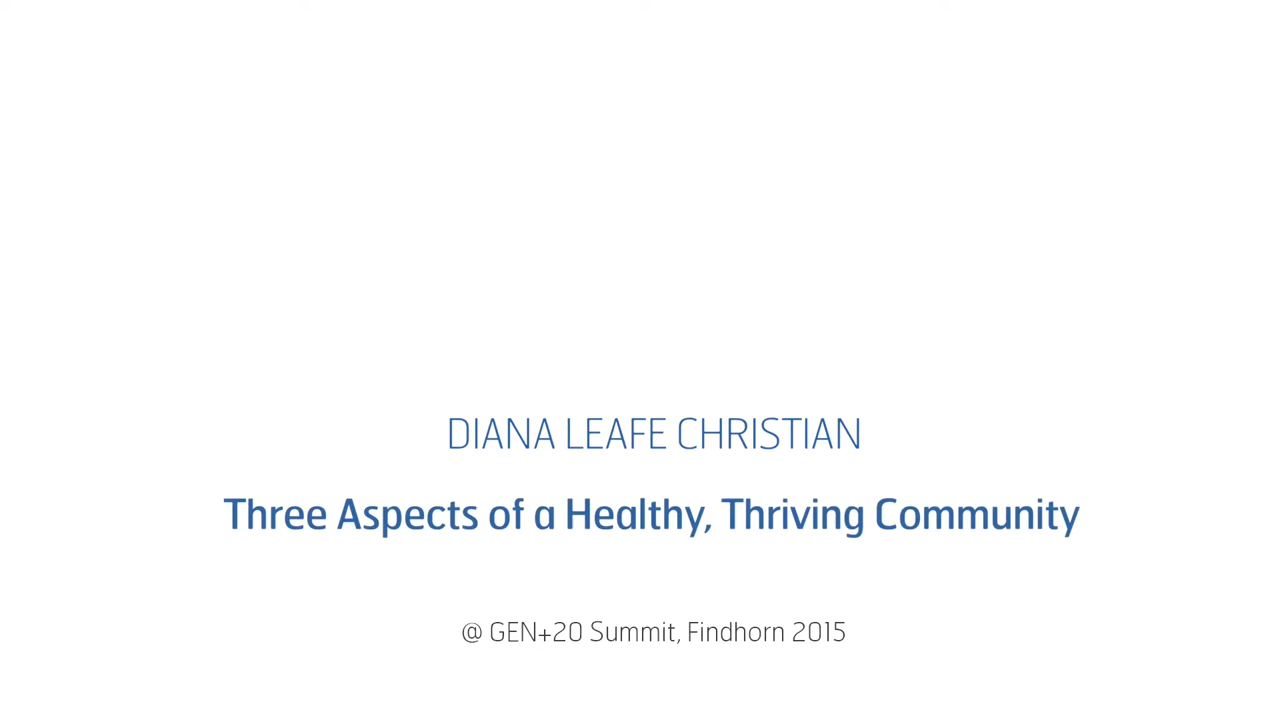 DIANA LEAFE CHRISTIAN
Three Aspects of a Healthy, Thriving Community
@ GEN+20 Summit, Findhorn 2015